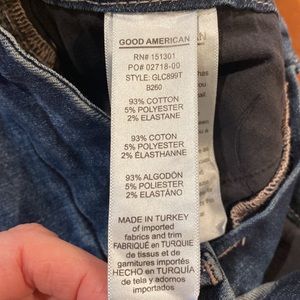 GOOD AMERICAN
RN# 151301
PO# 02718-00
STYLE: GLC899T
B260
93% COTTON
5% POLYESTER
2% ELASTANE
93% COTON
5% POLYESTER
2% ÉLASTHANNE
93% ALGODÓN
5% POLIESTER
2% ELASTANO
MADE IN TURKEY
of imported
fabrics and trim
FABRIQUÉ en TURQUIE
de tissus et de
garnitures importés
HECHO en TURQUÍA
de tela y adornos
importados